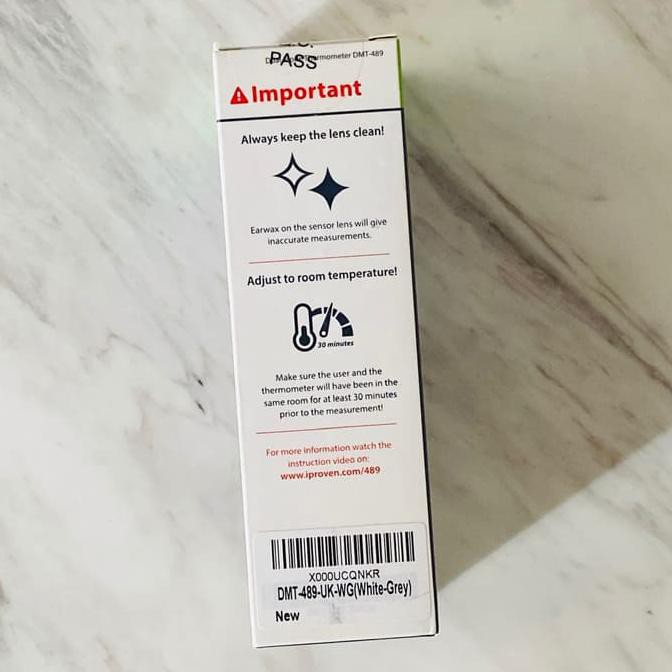 PASS
rmometer DMT-489
Important
Always keep the lens clean!
Earwax on the sensor lens will give
inaccurate measurements.
Adjust to room temperature!
30 minutes
Make sure the user and the
thermometer will have been in the
same room for at least 30 minutes
prior to the measurement!
For more information watch the
instruction video on:
www.iproven.com/489
X000UCQNKR
DMT-489-UK-WG(White-Grey)
New